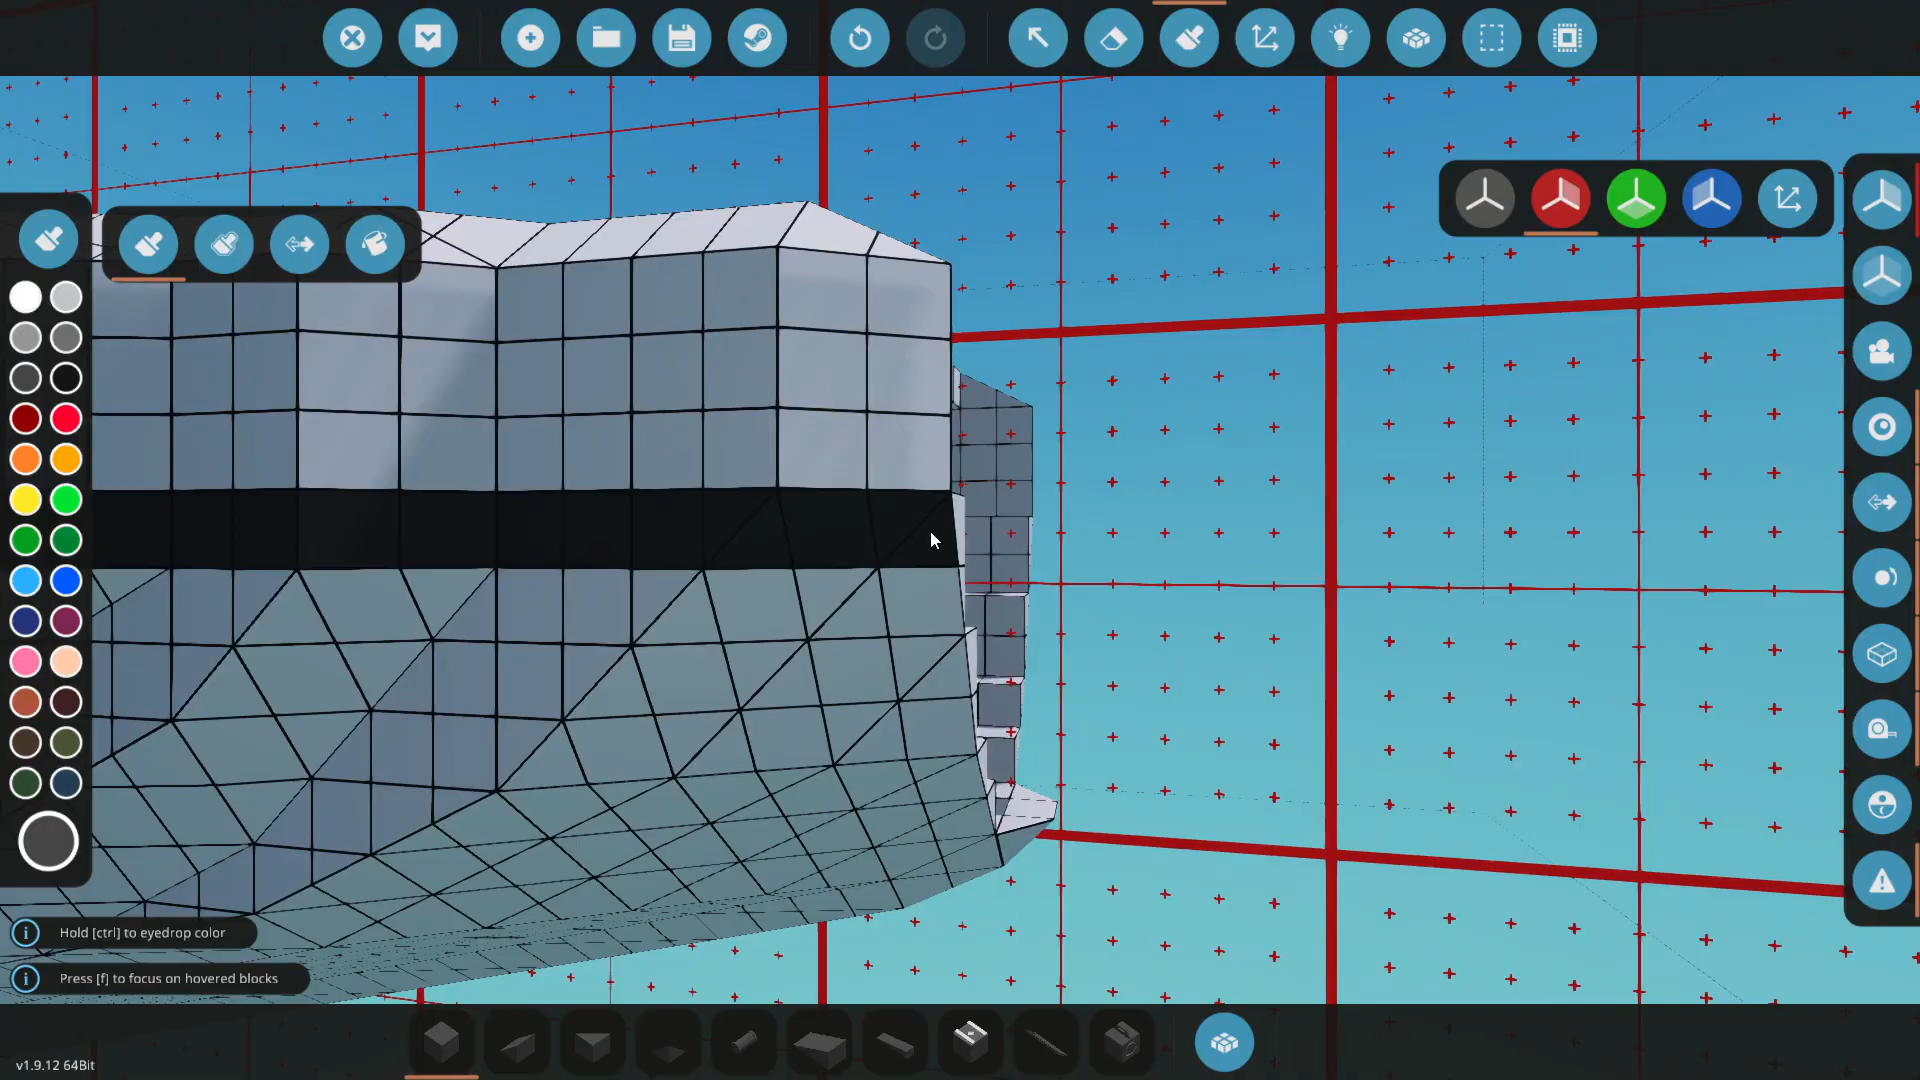 Hold [ctrl] to eyedrop color
Press [f] to focus on hovered blocks
v1.9.12 64Bit